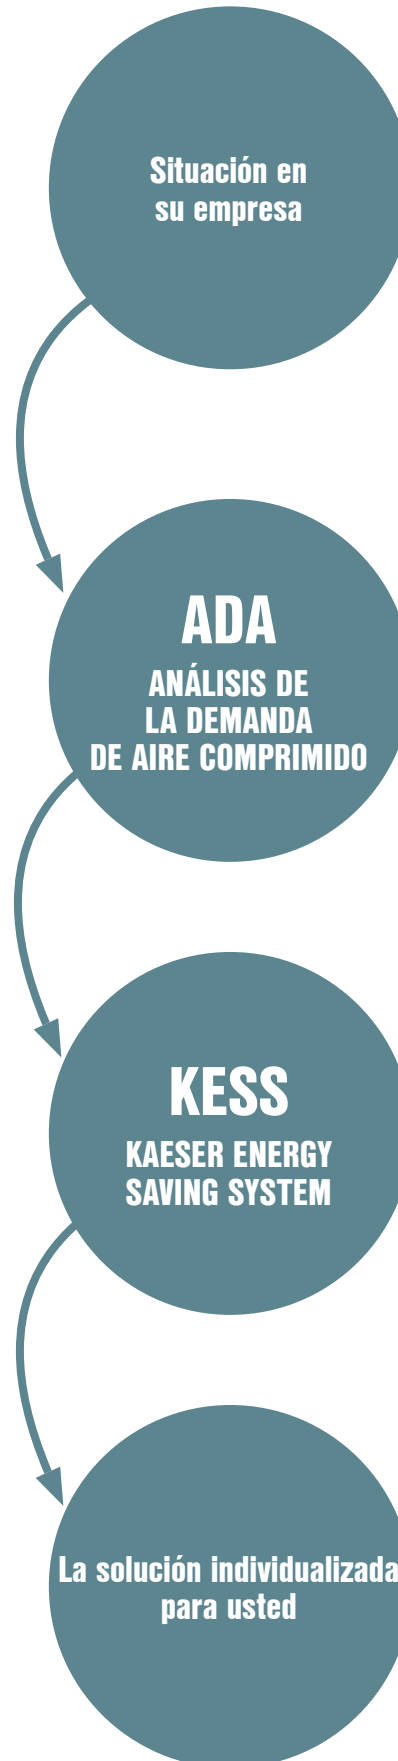 Situación en
su empresa
ADA
ANÁLISIS DE
LA DEMANDA
DE AIRE COMPRIMIDO
KESS
KAESER ENERGY
SAVING SYSTEM
La solución individualizada
para usted